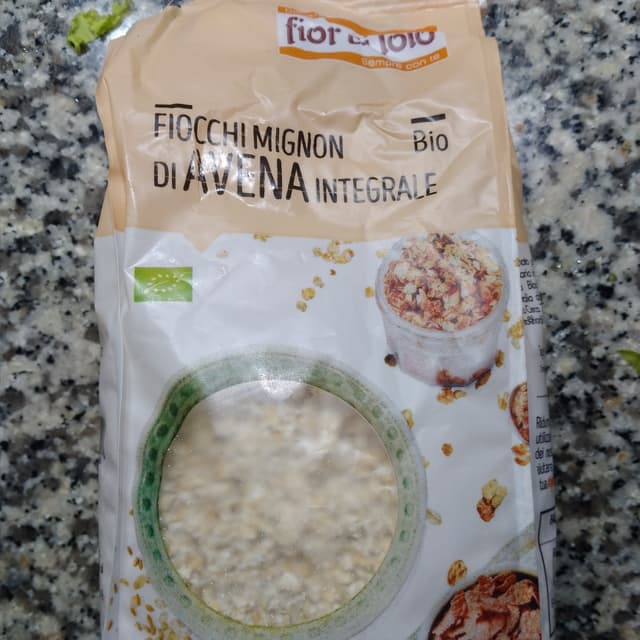 fior di loto
sempre con te
FIOCCHI MIGNON
DI AVENA INTEGRALE
Bio